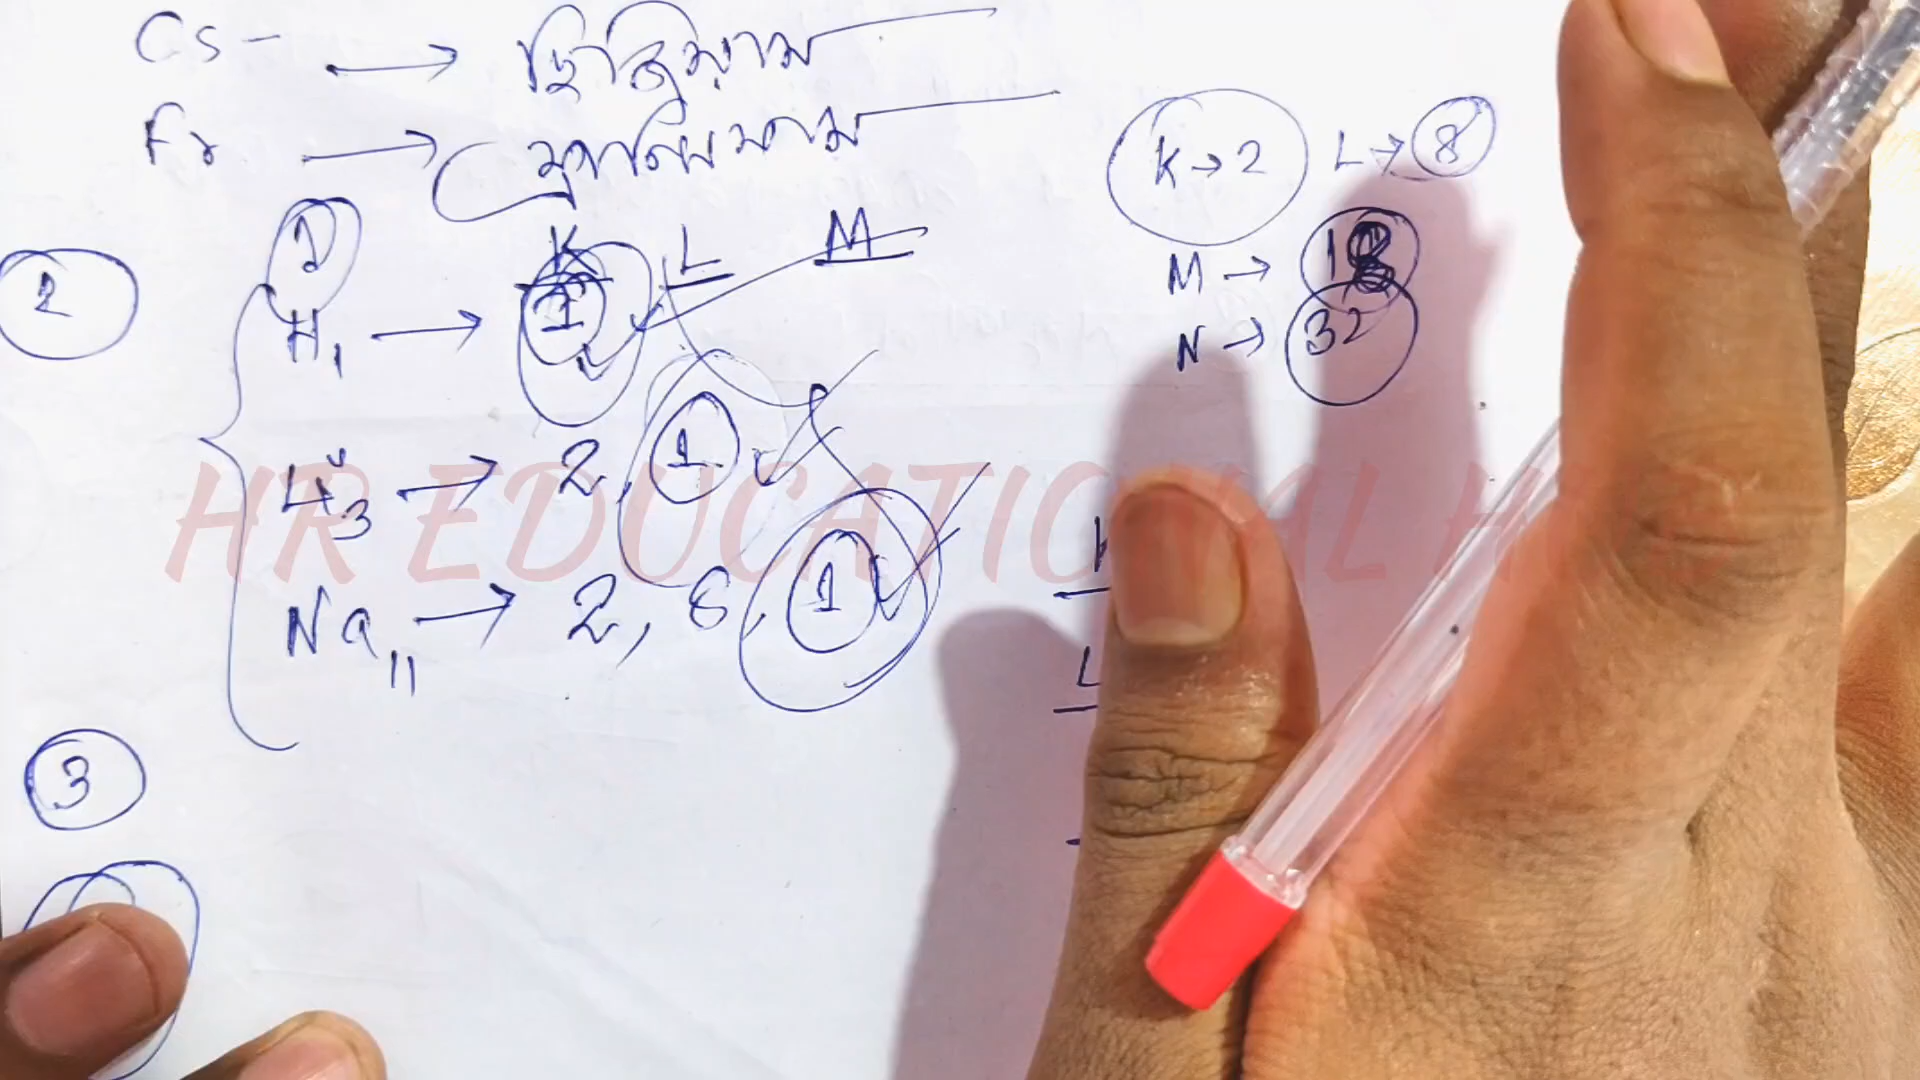 Cs - → ছিজিয়াম
Fr → ফ্রান্সিয়াম
K → 2 L → 8
1
K L M
M → 18
2
H₁ → 1
N → 32
Li₃ → 2, 1
HR EDUCATIONAL HUB
Na₁₁ → 2, 8, 1
L
3